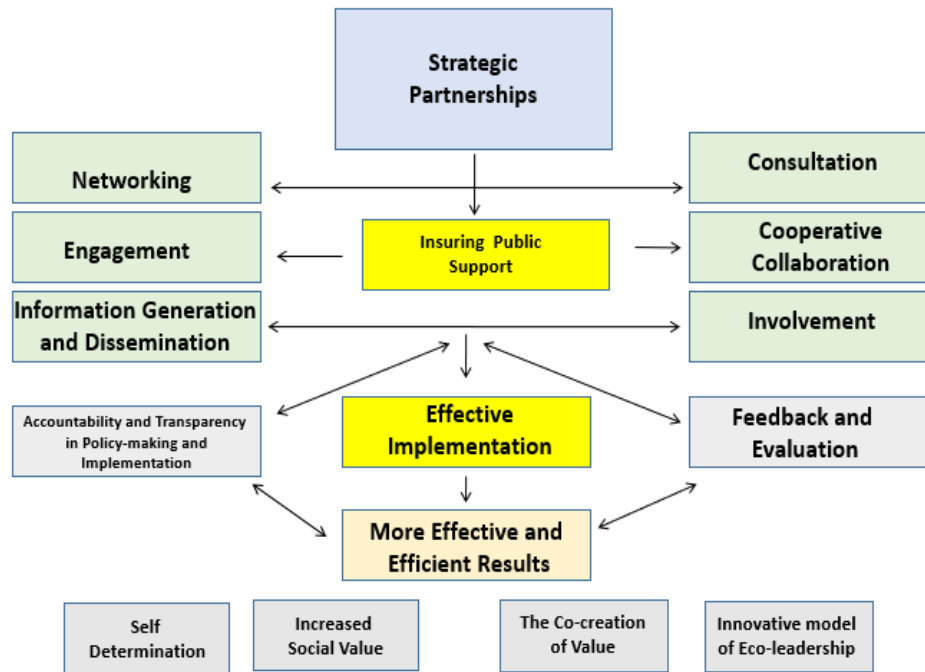 Strategic
Partnerships
Networking
Consultation
Engagement
Insuring Public
Support
Cooperative
Collaboration
Information Generation
and Dissemination
Involvement
Accountability and Transparency
in Policy-making and
Implementation
Effective
Implementation
Feedback and
Evaluation
More Effective and
Efficient Results
Self
Determination
Increased
Social Value
The Co-creation
of Value
Innovative model
of Eco-leadership